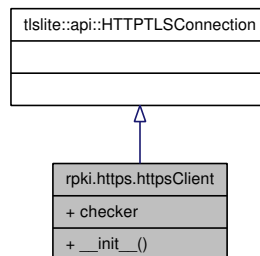 tlslite::api::HTTPTLSConnection
rpki.https.httpsClient
+ checker
+ __init__()